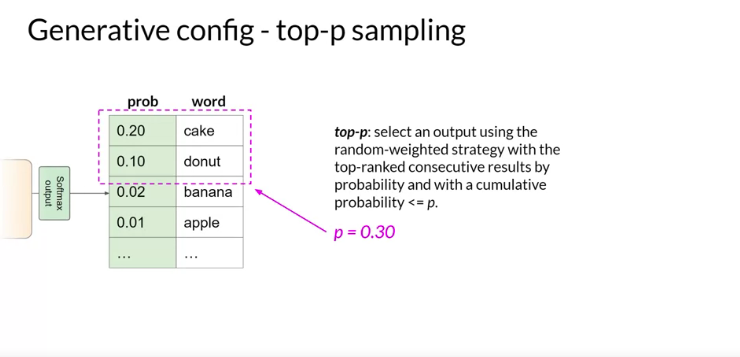 Generative config - top-p sampling
prob word
0.20 cake
0.10 donut
0.02 banana
0.01 apple
... ...
Softmax
output
top-p: select an output using the
random-weighted strategy with the
top-ranked consecutive results by
probability and with a cumulative
probability <= p.
p = 0.30